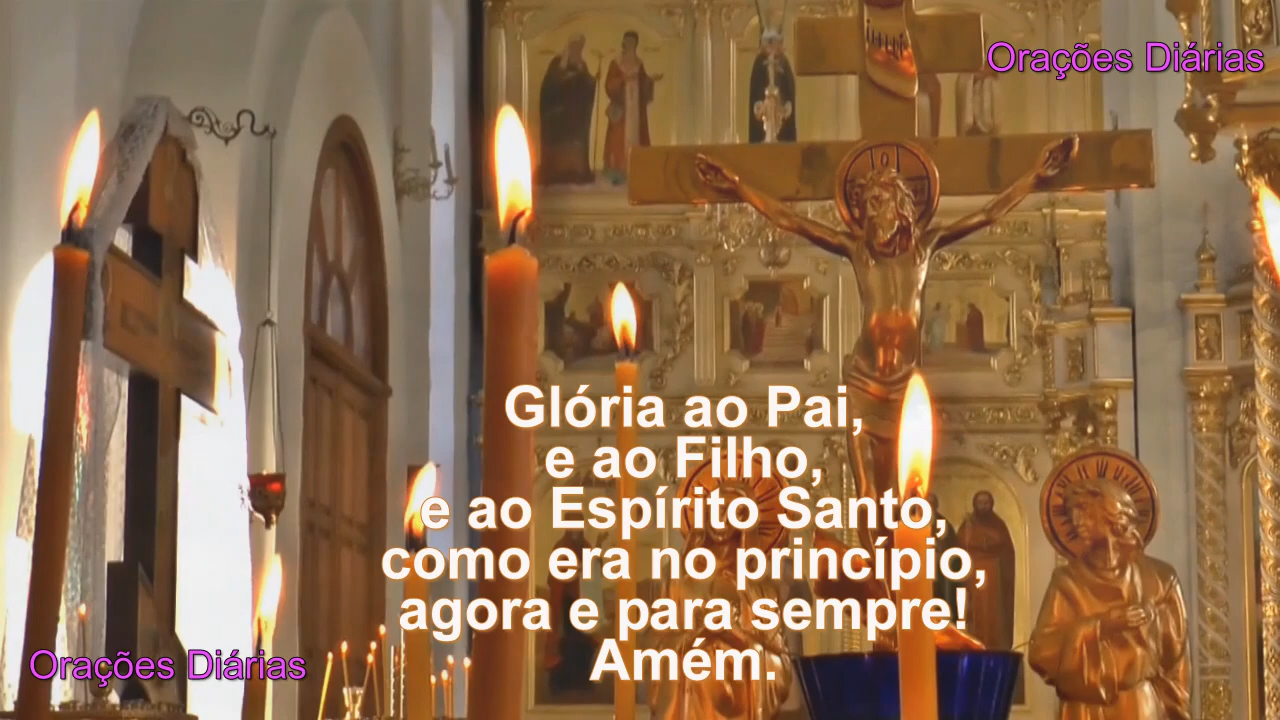 Orações Diárias
Glória ao Pai,
e ao Filho,
e ao Espírito Santo,
como era no princípio,
agora e para sempre!
Amém.
Orações Diárias